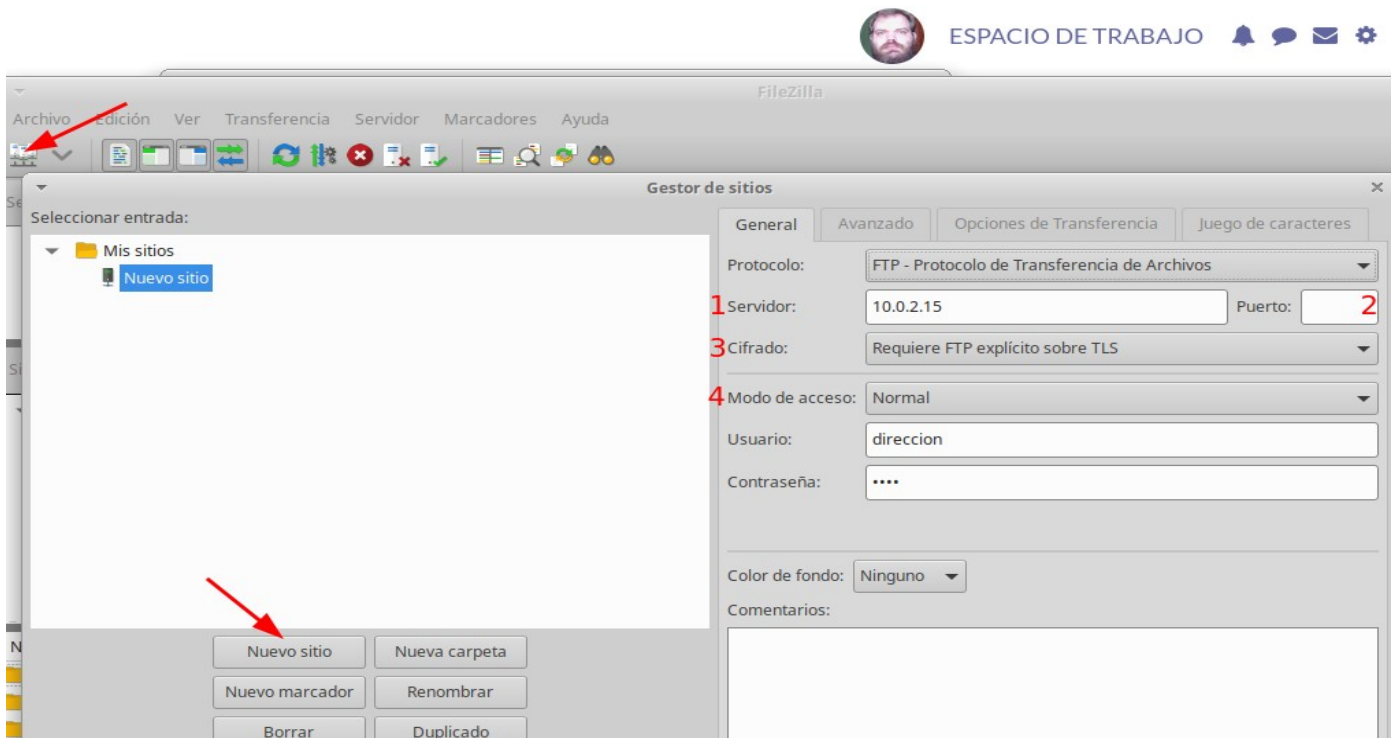 ESPACIO DE TRABAJO
FileZilla
Archivo Edición Ver Transferencia Servidor Marcadores Ayuda
Gestor de sitios
Seleccionar entrada:
Mis sitios
Nuevo sitio
General Avanzado Opciones de Transferencia Juego de caracteres
Protocolo: FTP - Protocolo de Transferencia de Archivos
1 Servidor: 10.0.2.15 Puerto: 2
3 Cifrado: Requiere FTP explícito sobre TLS
4 Modo de acceso: Normal
Usuario: direccion
Contraseña: ••••
Color de fondo: Ninguno
Comentarios:
Nuevo sitio Nueva carpeta
Nuevo marcador Renombrar
Borrar Duplicado